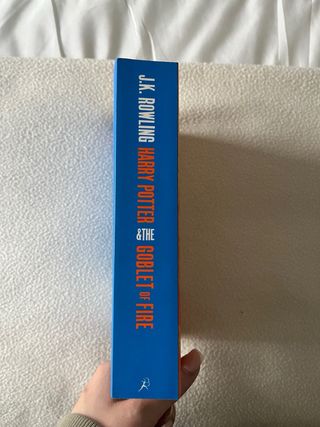 J.K. ROWLING HARRY POTTER &THE GOBLET OF FIRE